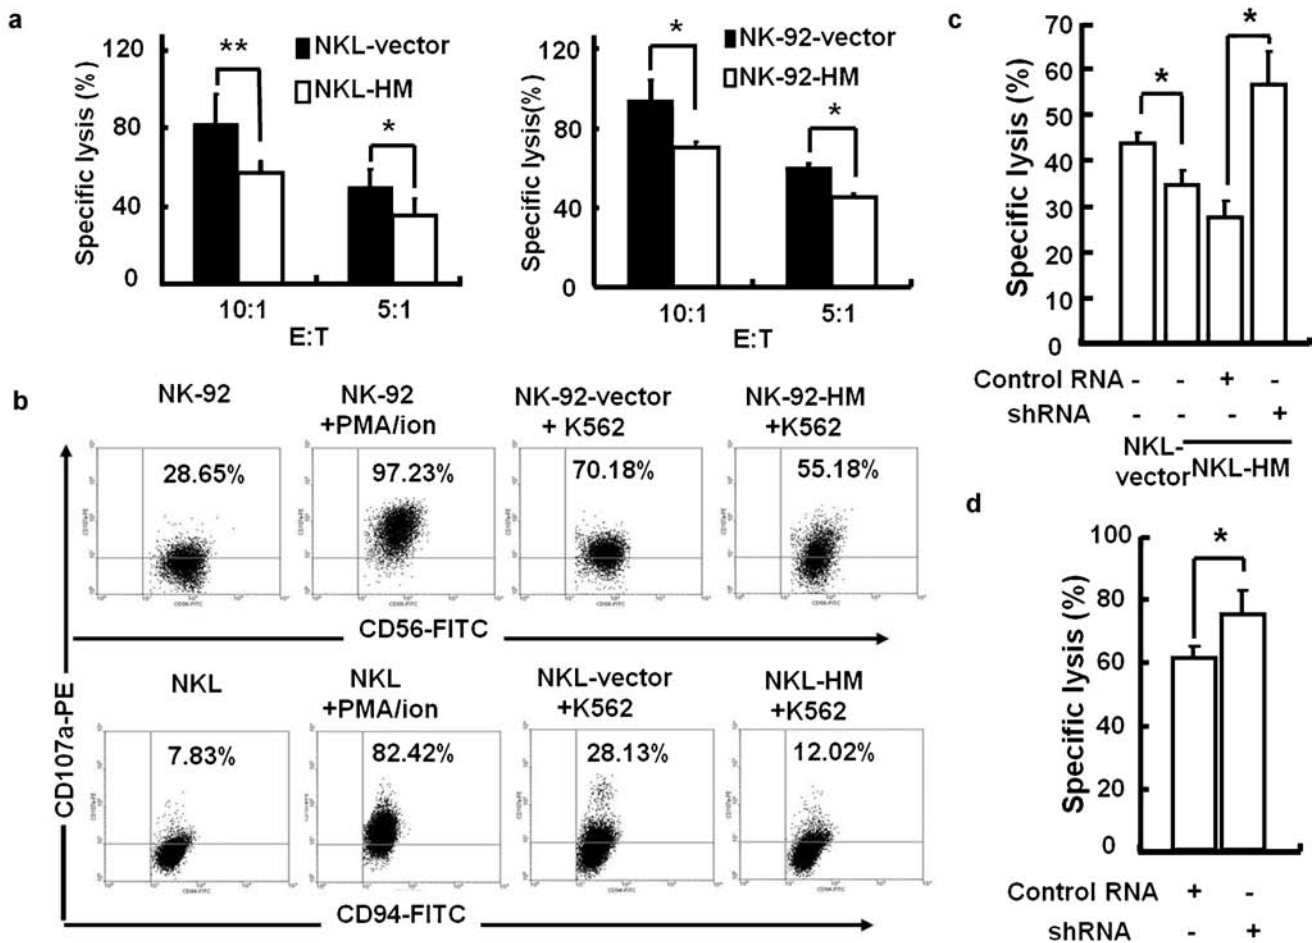 a
120
80
40
0
Specific lysis (%)
**
*
NKL-vector
NKL-HM
10:1 5:1
E:T
120
80
40
0
Specific lysis(%)
*
*
NK-92-vector
NK-92-HM
10:1 5:1
E:T
b
NK-92
28.65%
NK-92
+PMA/ion
97.23%
NK-92-vector
+ K562
70.18%
NK-92-HM
+K562
55.18%
CD56-FITC
CD107a-PE
NKL
7.83%
NKL
+PMA/ion
82.42%
NKL-vector
+K562
28.13%
NKL-HM
+K562
12.02%
CD94-FITC
c
70
60
50
40
30
20
10
0
Specific lysis (%)
*
*
Control RNA - - + -
shRNA - - - +
NKL-
vector NKL-HM
d
100
80
60
40
20
0
Specific lysis (%)
*
Control RNA + -
shRNA - +